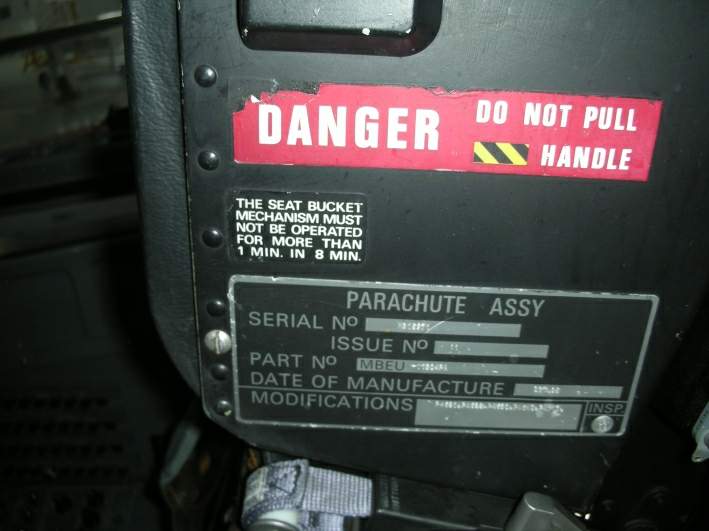 DANGER
DO NOT PULL
HANDLE
THE SEAT BUCKET
MECHANISM MUST
NOT BE OPERATED
FOR MORE THAN
1 MIN. IN 8 MIN.
PARACHUTE ASSY
SERIAL Nº
ISSUE Nº
PART Nº MBEU
DATE OF MANUFACTURE
MODIFICATIONS
INSP